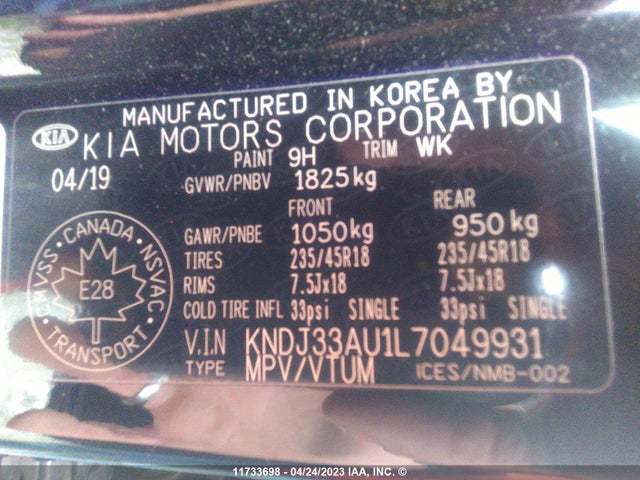 MANUFACTURED IN KOREA BY
KIA KIA MOTORS CORPORATION
PAINT 9H TRIM WK
04/19 GVWR/PNBV 1825kg
FRONT REAR
GAWR/PNBE 1050kg 950kg
TIRES 235/45R18 235/45R18
RIMS 7.5Jx18 7.5Jx18
COLD TIRE INFL 33psi SINGLE 33psi SINGLE
V.I.N KNDJ33AU1L7049931
TYPE MPV/VTUM ICES/NMB-002
CMVSS · CANADA · NSVAC · TRANSPORT ·
E28
11733698 - 04/24/2023 IAA, INC. ©